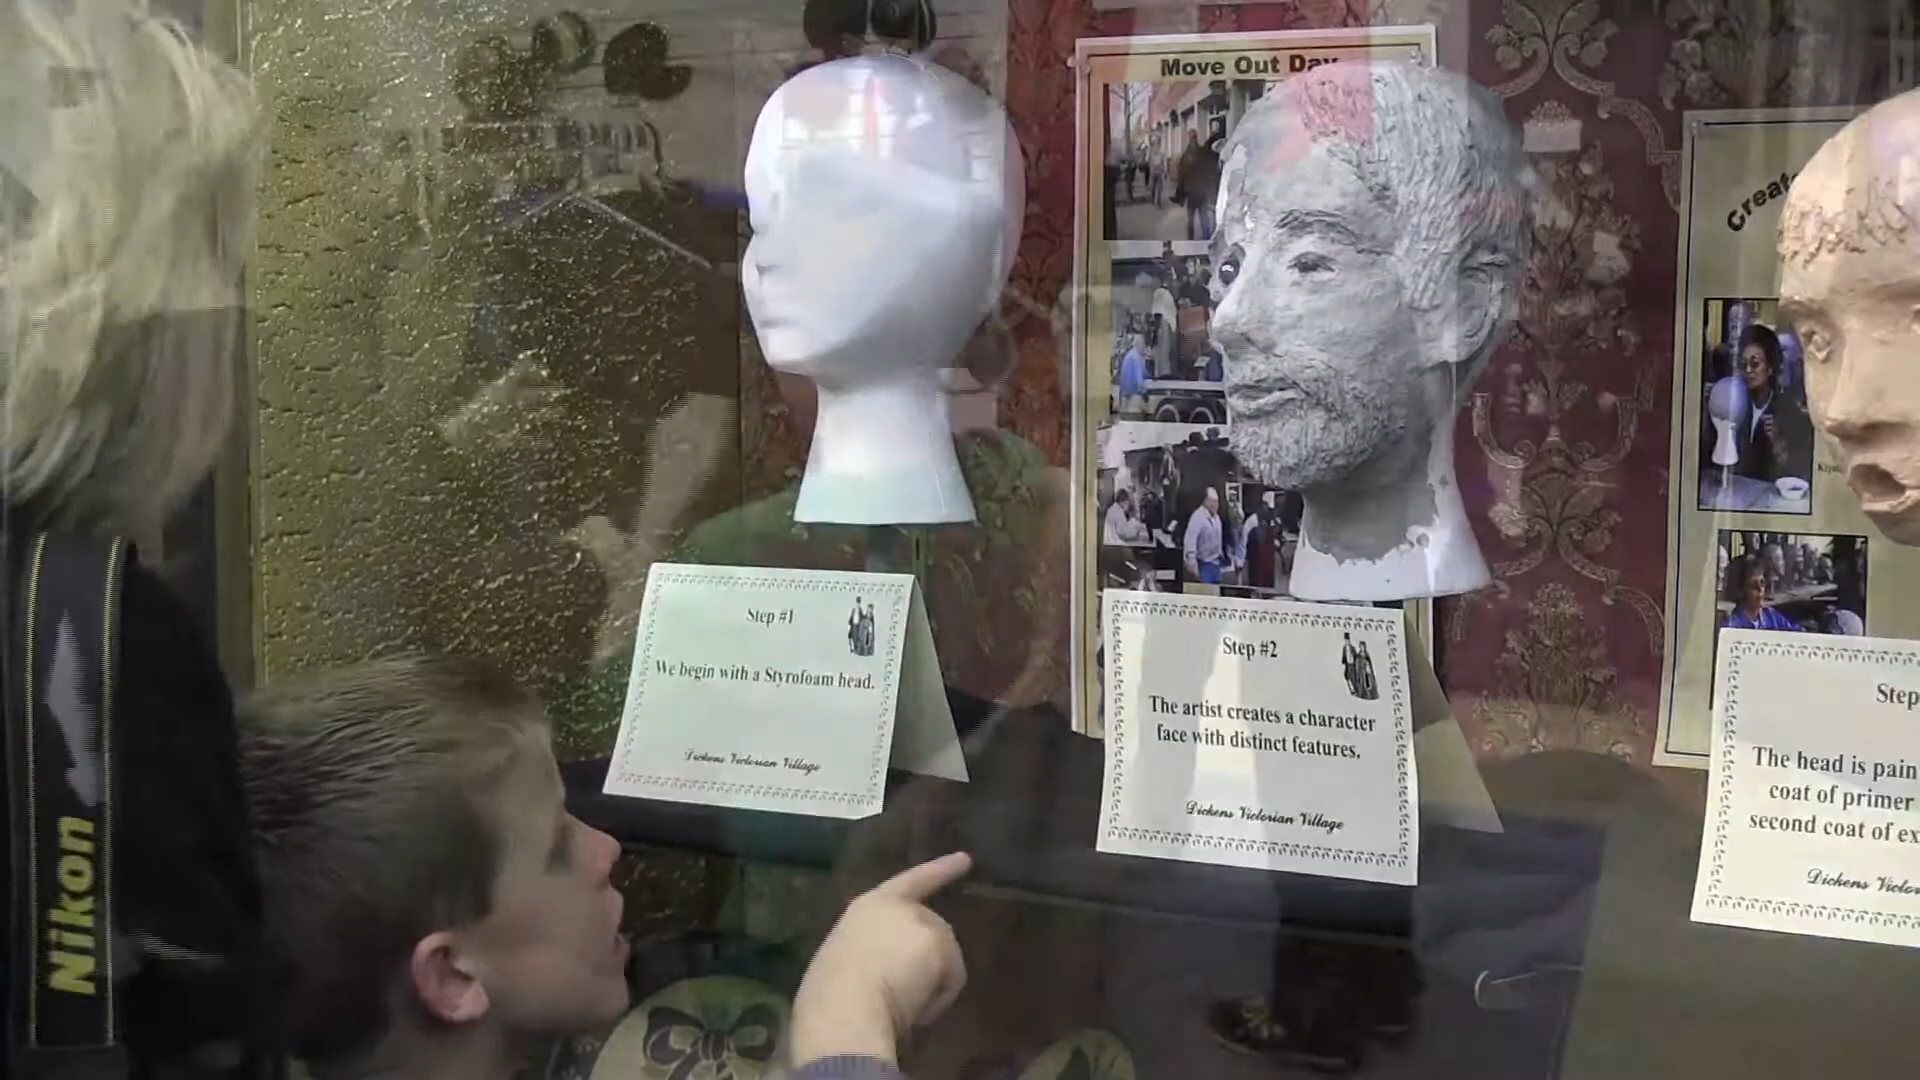 Move Out Day
Step #1
We begin with a Styrofoam head.
Dickens Victorian Village
Step #2
The artist creates a character
face with distinct features.
Dickens Victorian Village
Step
The head is pain
coat of primer
second coat of ex
Dickens Victor
Nikon